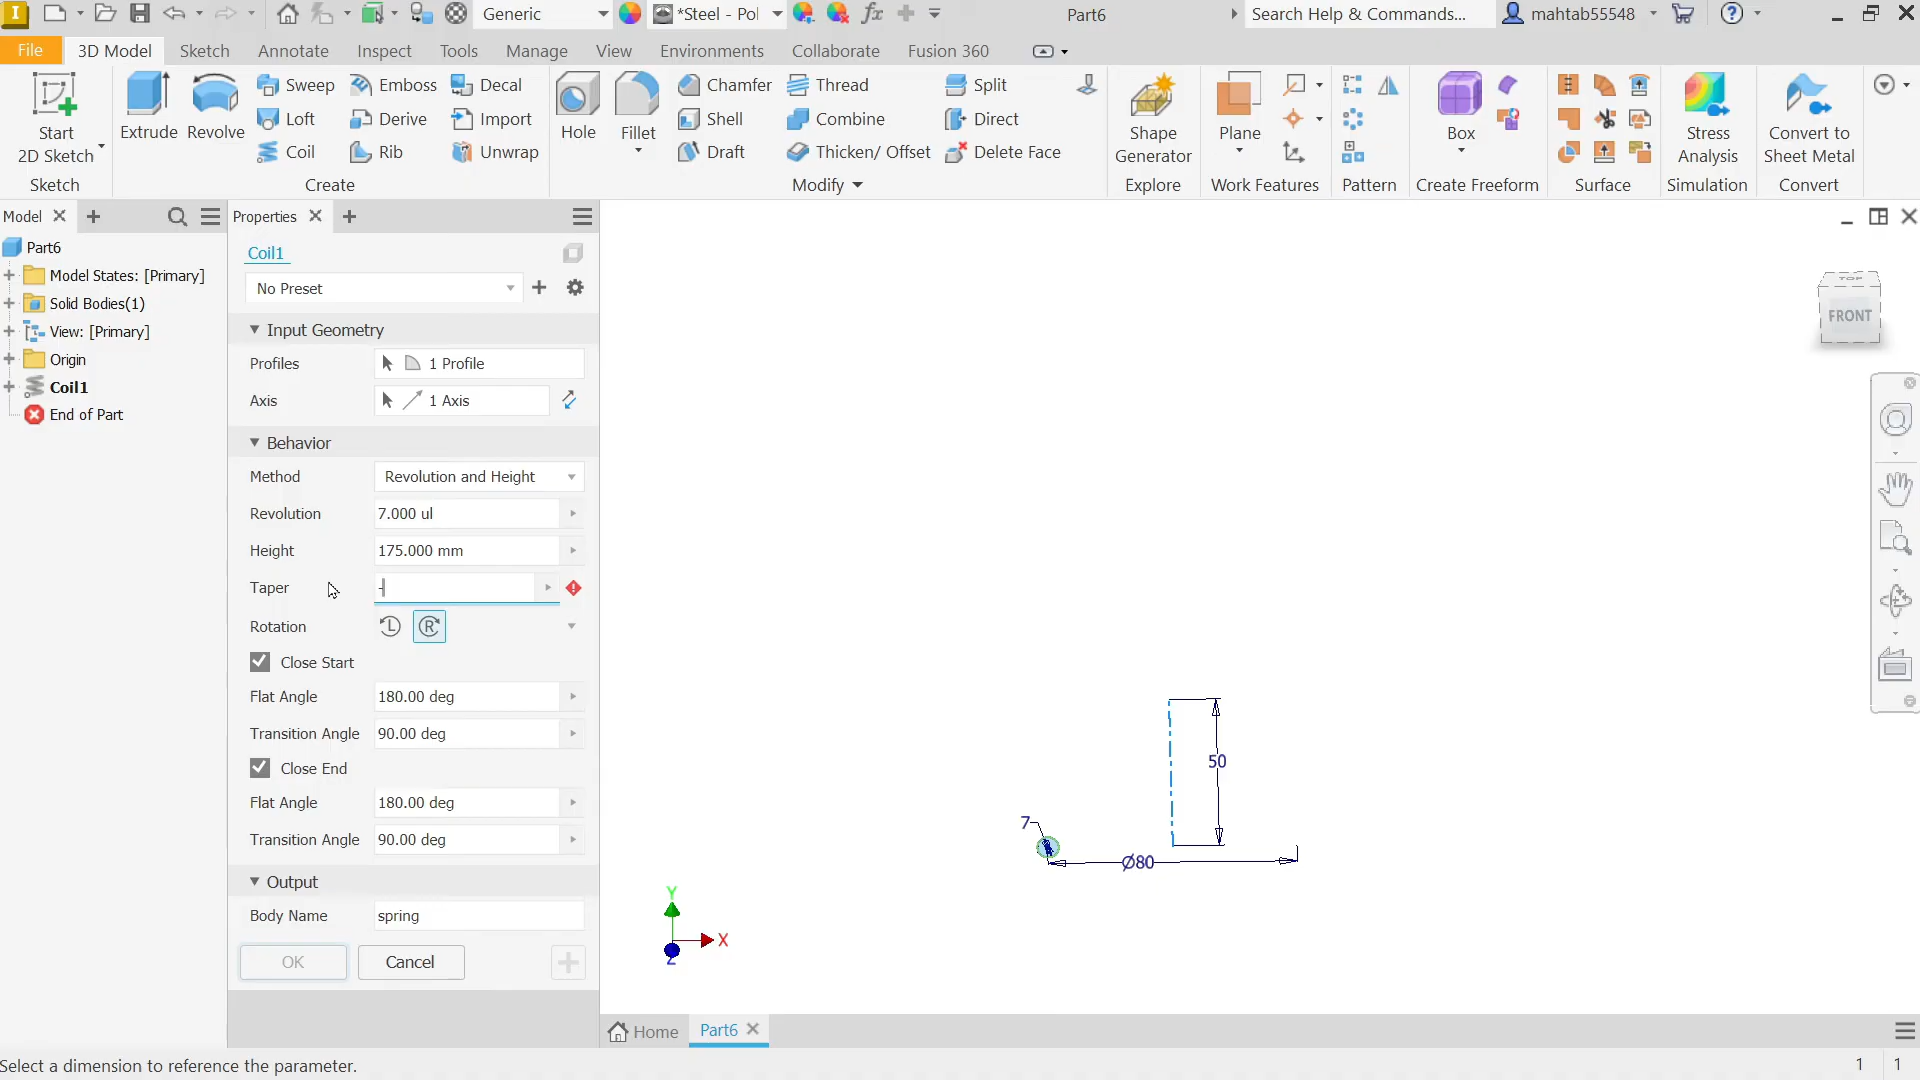 I
Generic
*Steel - Pol
fx
Part6
Search Help & Commands...
mahtab55548
File
3D Model
Sketch
Annotate
Inspect
Tools
Manage
View
Environments
Collaborate
Fusion 360
Start
2D Sketch
Sketch
Extrude
Revolve
Sweep
Loft
Coil
Emboss
Derive
Rib
Decal
Import
Unwrap
Create
Hole
Fillet
Chamfer
Shell
Draft
Thread
Combine
Thicken/ Offset
Split
Direct
Delete Face
Modify
Shape
Generator
Explore
Plane
Work Features
Pattern
Box
Create Freeform
Surface
Stress
Analysis
Simulation
Convert to
Sheet Metal
Convert
Model
Part6
Model States: [Primary]
Solid Bodies(1)
View: [Primary]
Origin
Coil1
End of Part
Properties
Coil1
No Preset
Input Geometry
Profiles 1 Profile
Axis 1 Axis
Behavior
Method Revolution and Height
Revolution 7.000 ul
Height 175.000 mm
Taper -
Rotation L R
Close Start
Flat Angle 180.00 deg
Transition Angle 90.00 deg
Close End
Flat Angle 180.00 deg
Transition Angle 90.00 deg
Output
Body Name spring
OK Cancel
TOP
FRONT
50
7
Ø80
Y
X
Z
Home
Part6
Select a dimension to reference the parameter.
1 1